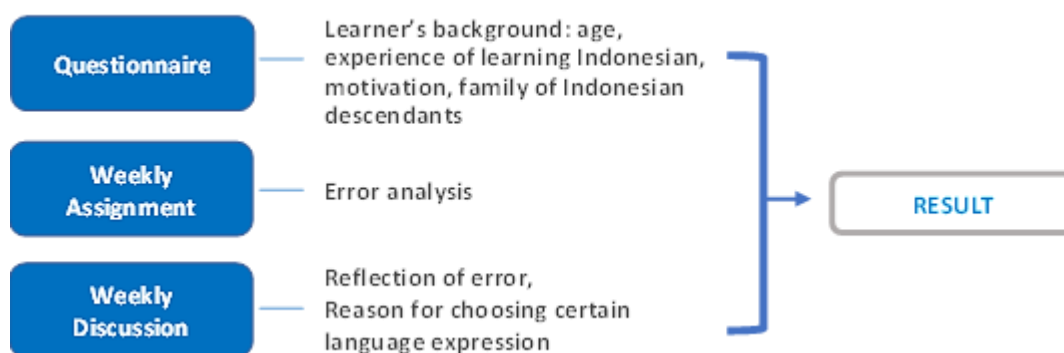 Questionnaire
Learner's background: age,
experience of learning Indonesian,
motivation, family of Indonesian
descendants
Weekly
Assignment
Error analysis
Weekly
Discussion
Reflection of error,
Reason for choosing certain
language expression
RESULT